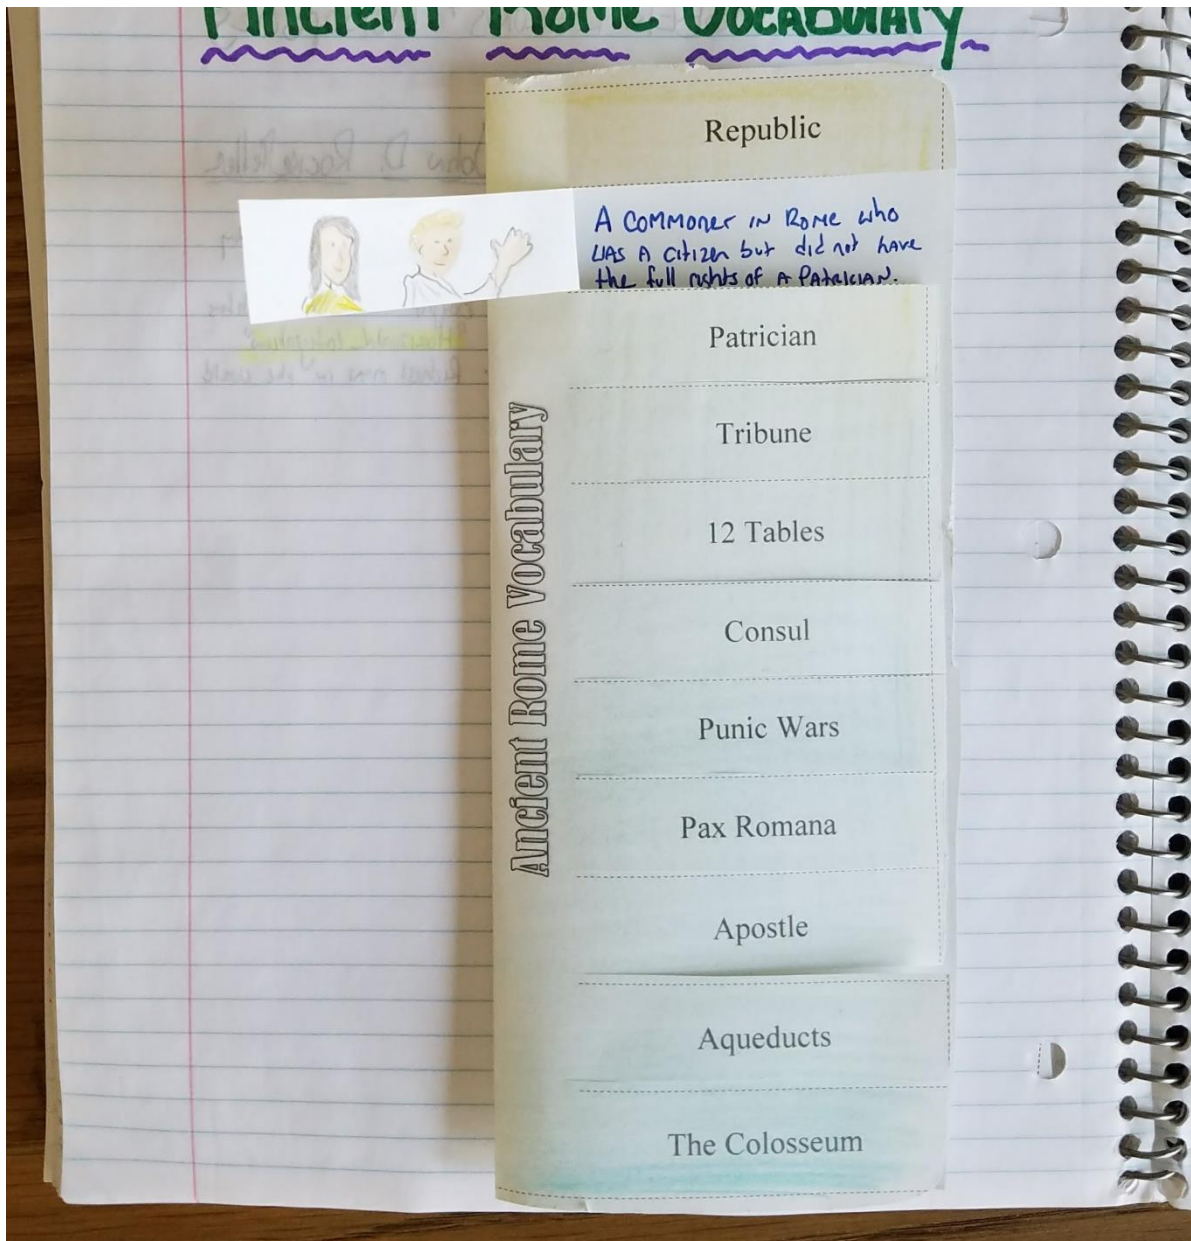 Ancient Rome Vocabulary
John D. Rockefeller
Republic
A commoner in Rome who
was a citizen but did not have
the full rights of a Patrician.
Patrician
Tribune
12 Tables
Consul
Punic Wars
Pax Romana
Apostle
Aqueducts
The Colosseum
Ancient Rome Vocabulary